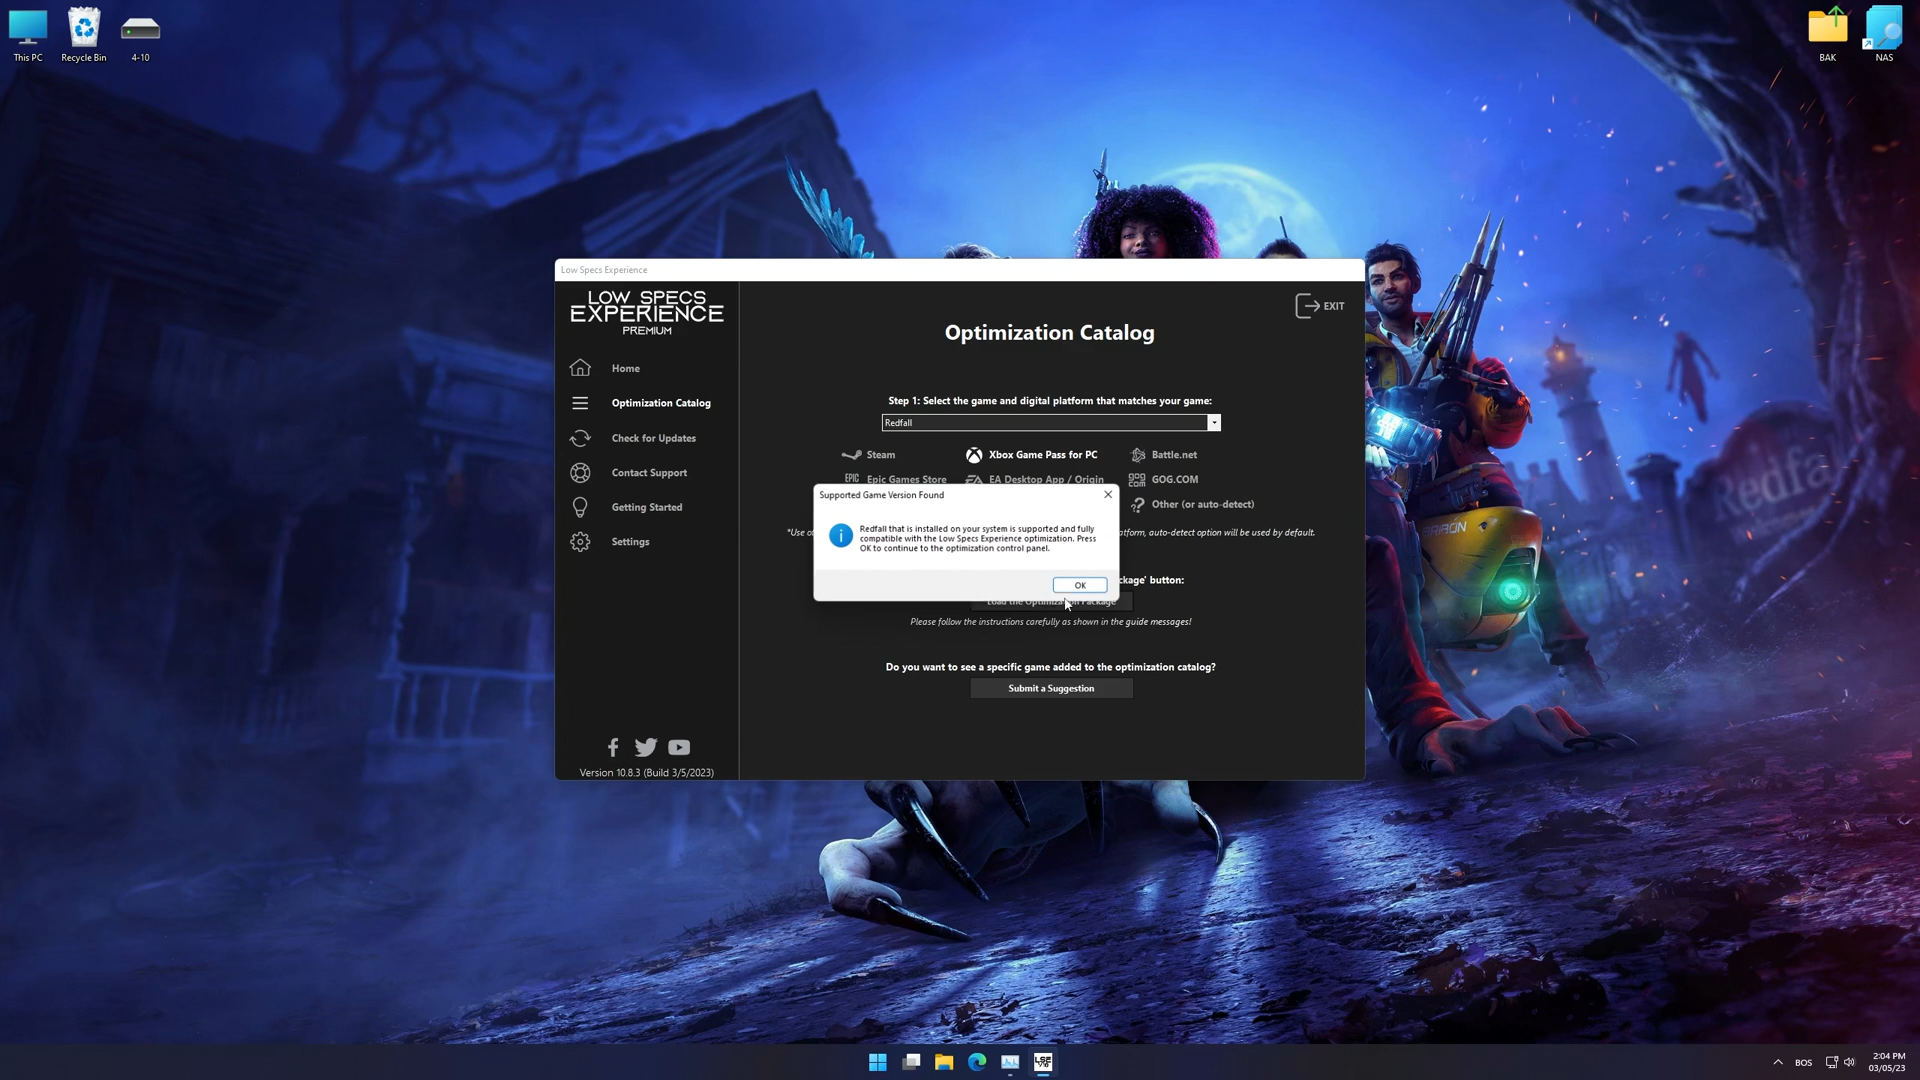 This PC
Recycle Bin
4-10
BAK
NAS
Low Specs Experience
LOW SPECS
EXPERIENCE
PREMIUM
EXIT
Optimization Catalog
Home
Optimization Catalog
Check for Updates
Contact Support
Getting Started
Settings
Step 1: Select the game and digital platform that matches your game:
Redfall
Steam
Xbox Game Pass for PC
Battle.net
EPIC
Epic Games Store
EA Desktop App / Origin
GOG.COM
Other (or auto-detect)
Supported Game Version Found
Redfall that is installed on your system is supported and fully
compatible with the Low Specs Experience optimization. Press
OK to continue to the optimization control panel.
OK
auto-detect option will be used by default.
button:
Load the Optimization Package
Please follow the instructions carefully as shown in the guide messages!
Do you want to see a specific game added to the optimization catalog?
Submit a Suggestion
Version 10.8.3 (Build 3/5/2023)
LSE
BOS
2:04 PM
03/05/23